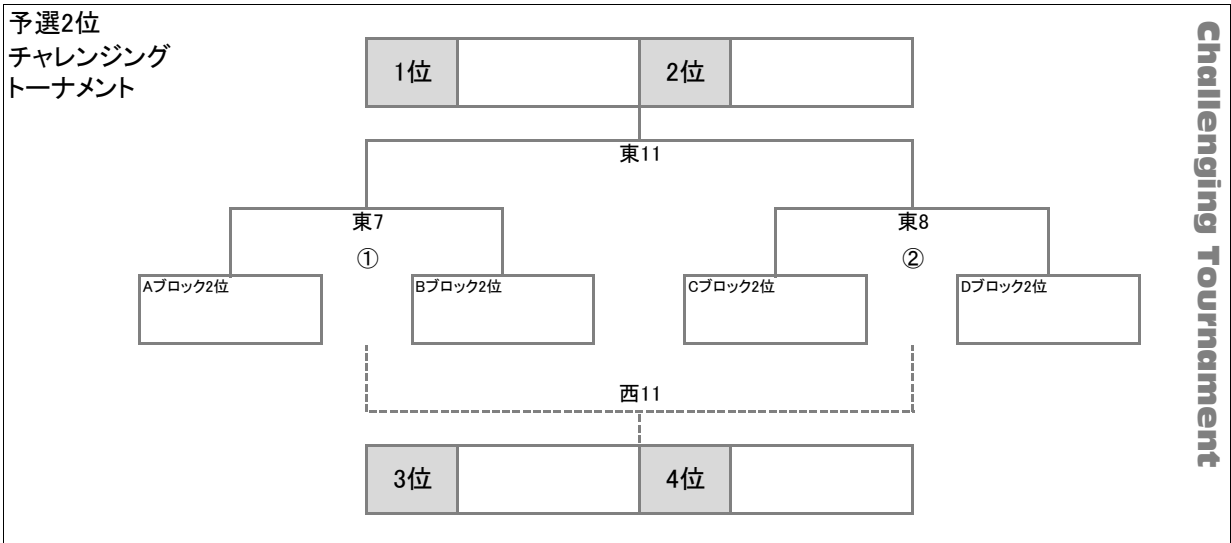 予選2位
チャレンジング
トーナメント
1位
2位
東11
東7
東8
①
②
Aブロック2位
Bブロック2位
Cブロック2位
Dブロック2位
西11
3位
4位
Challenging Tournament